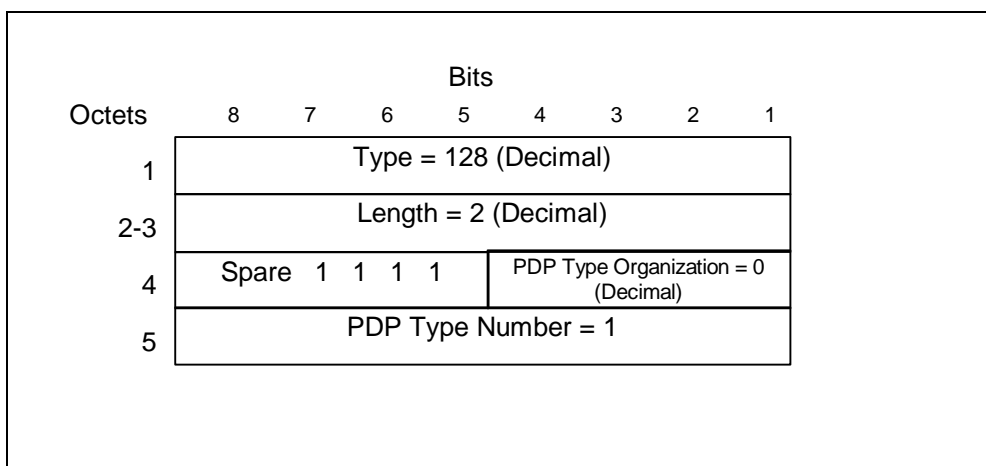 Bits
Octets 8 7 6 5 4 3 2 1
1 Type = 128 (Decimal)
2-3 Length = 2 (Decimal)
4 Spare 1 1 1 1 PDP Type Organization = 0
(Decimal)
5 PDP Type Number = 1